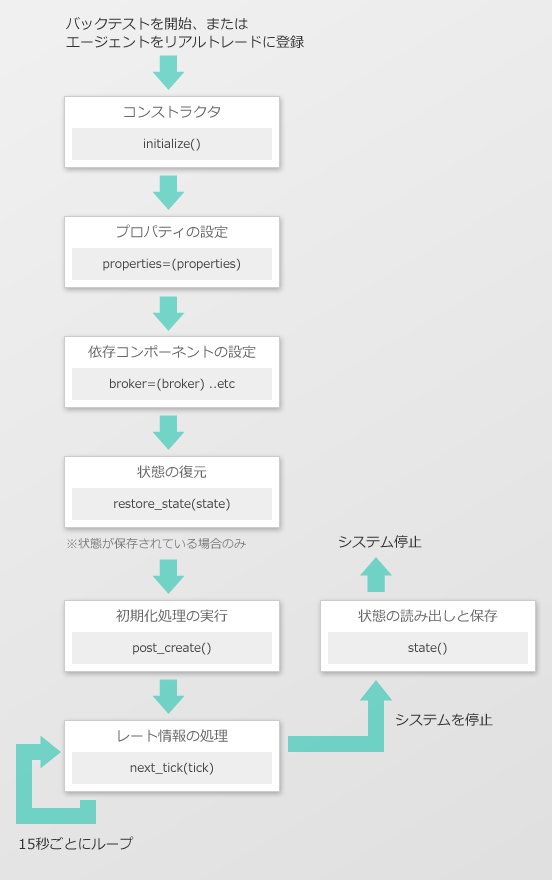 バックテストを開始、または
エージェントをリアルトレードに登録
コンストラクタ
initialize()
プロパティの設定
properties=(properties)
依存コンポーネントの設定
broker=(broker) ..etc
状態の復元
restore_state(state)
※状態が保存されている場合のみ
システム停止
初期化処理の実行
post_create()
状態の読み出しと保存
state()
システムを停止
レート情報の処理
next_tick(tick)
15秒ごとにループ